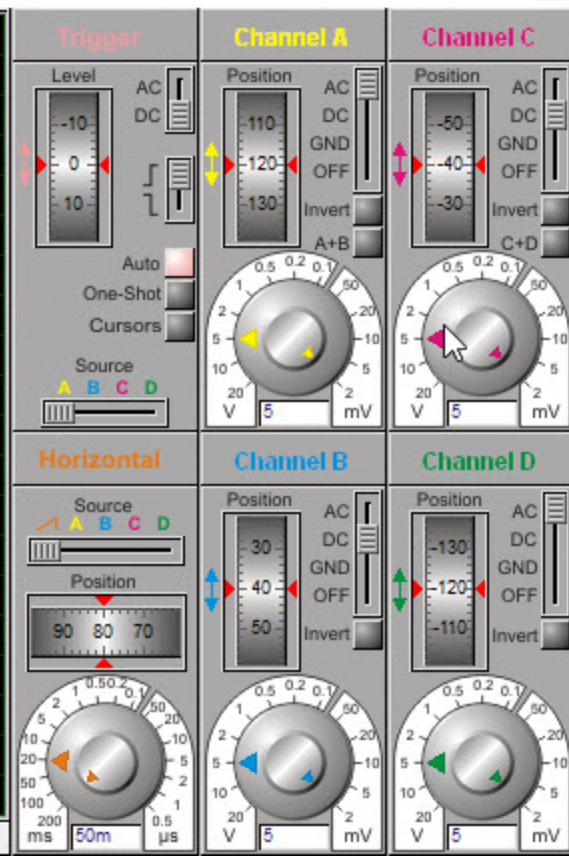 Trigger
Level
AC
DC
-10
0
10
Auto
One-Shot
Cursors
Source
A B C D
Channel A
Position
AC
DC
GND
OFF
110
120
130
Invert
A+B
20 10 5 2 1 0.5 0.2 0.1 50 20 10 5 2
V 5 mV
Channel C
Position
AC
DC
GND
OFF
-50
-40
-30
Invert
C+D
20 10 5 2 1 0.5 0.2 0.1 50 20 10 5 2
V 5 mV
Horizontal
Source
A B C D
Position
90 80 70
200 100 50 20 10 5 2 1 0.5 0.2 0.1 50 20 10 5 2 1 0.5
ms 50m µs
Channel B
Position
AC
DC
GND
OFF
30
40
50
Invert
20 10 5 2 1 0.5 0.2 0.1 50 20 10 5 2
V 5 mV
Channel D
Position
AC
DC
GND
OFF
-130
-120
-110
Invert
20 10 5 2 1 0.5 0.2 0.1 50 20 10 5 2
V 5 mV